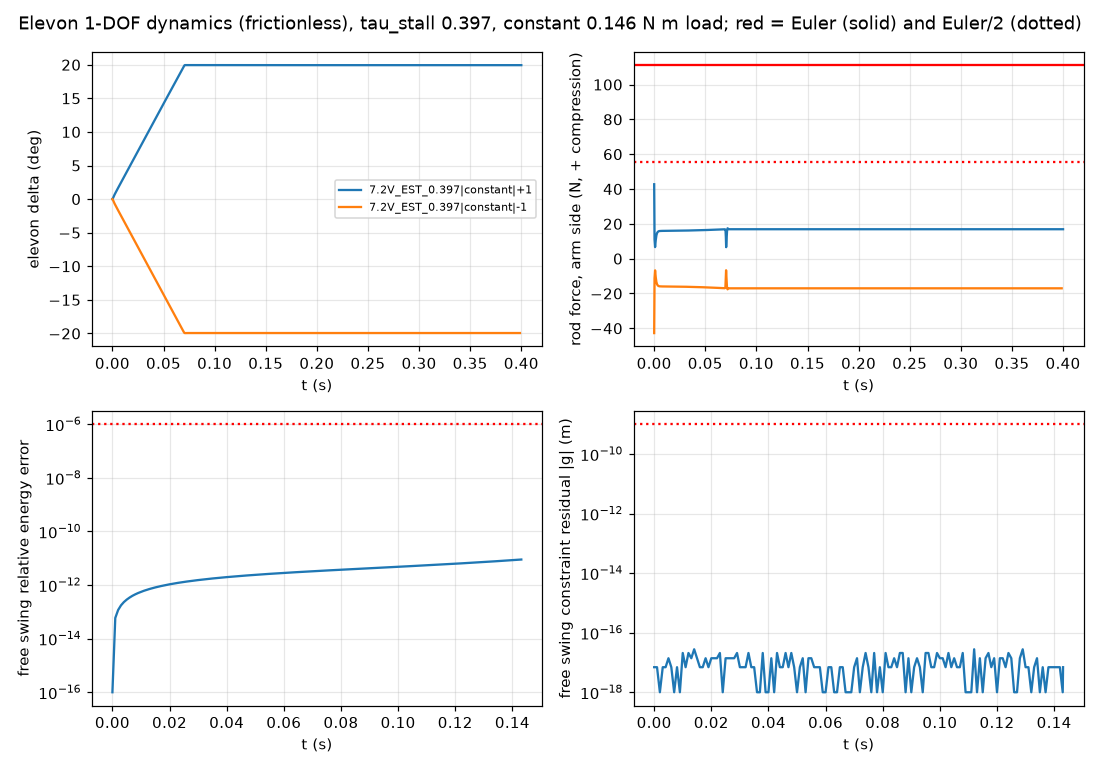 Elevon 1-DOF dynamics (frictionless), tau_stall 0.397, constant 0.146 N m load; red = Euler (solid) and Euler/2 (dotted)
elevon delta (deg)
20
15
10
5
0
−5
−10
−15
−20
7.2V_EST_0.397|constant|+1
7.2V_EST_0.397|constant|-1
0.00 0.05 0.10 0.15 0.20 0.25 0.30 0.35 0.40
t (s)
rod force, arm side (N, + compression)
100
80
60
40
20
0
−20
−40
0.00 0.05 0.10 0.15 0.20 0.25 0.30 0.35 0.40
t (s)
free swing relative energy error
10⁻⁶
10⁻⁸
10⁻¹⁰
10⁻¹²
10⁻¹⁴
10⁻¹⁶
0.00 0.02 0.04 0.06 0.08 0.10 0.12 0.14
t (s)
free swing constraint residual |g| (m)
10⁻¹⁰
10⁻¹²
10⁻¹⁴
10⁻¹⁶
10⁻¹⁸
0.00 0.02 0.04 0.06 0.08 0.10 0.12 0.14
t (s)